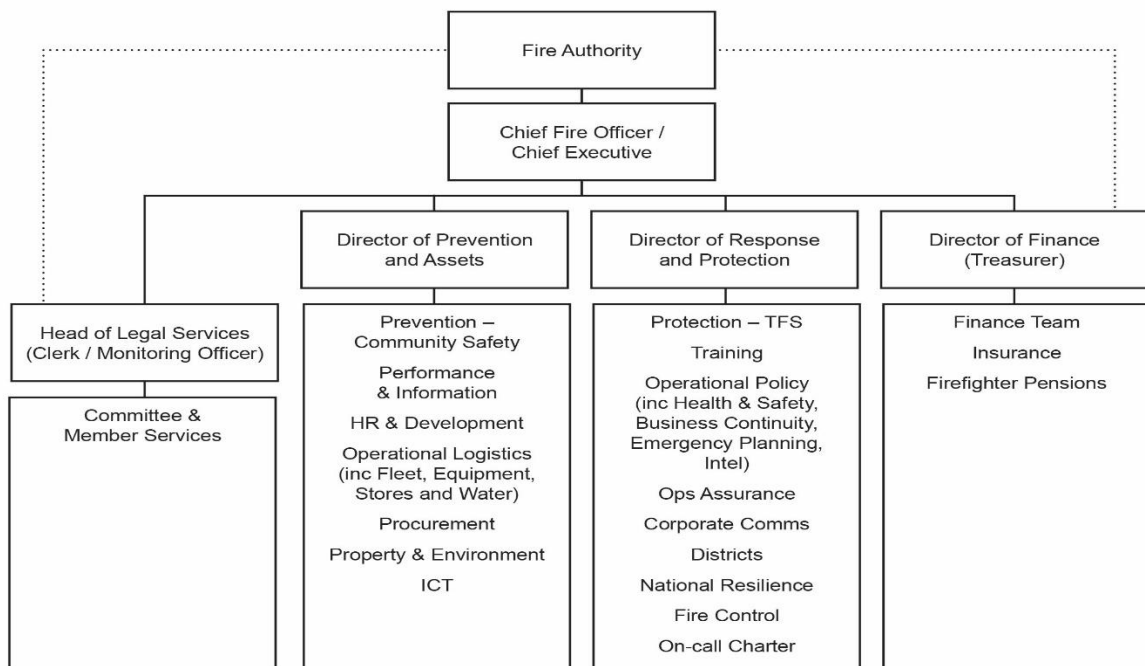 Fire Authority
Chief Fire Officer /
Chief Executive
Director of Prevention
and Assets
Director of Response
and Protection
Director of Finance
(Treasurer)
Head of Legal Services
(Clerk / Monitoring Officer)
Committee &
Member Services
Prevention –
Community Safety
Performance
& Information
HR & Development
Operational Logistics
(inc Fleet, Equipment,
Stores and Water)
Procurement
Property & Environment
ICT
Protection – TFS
Training
Operational Policy
(inc Health & Safety,
Business Continuity,
Emergency Planning,
Intel)
Ops Assurance
Corporate Comms
Districts
National Resilience
Fire Control
On-call Charter
Finance Team
Insurance
Firefighter Pensions